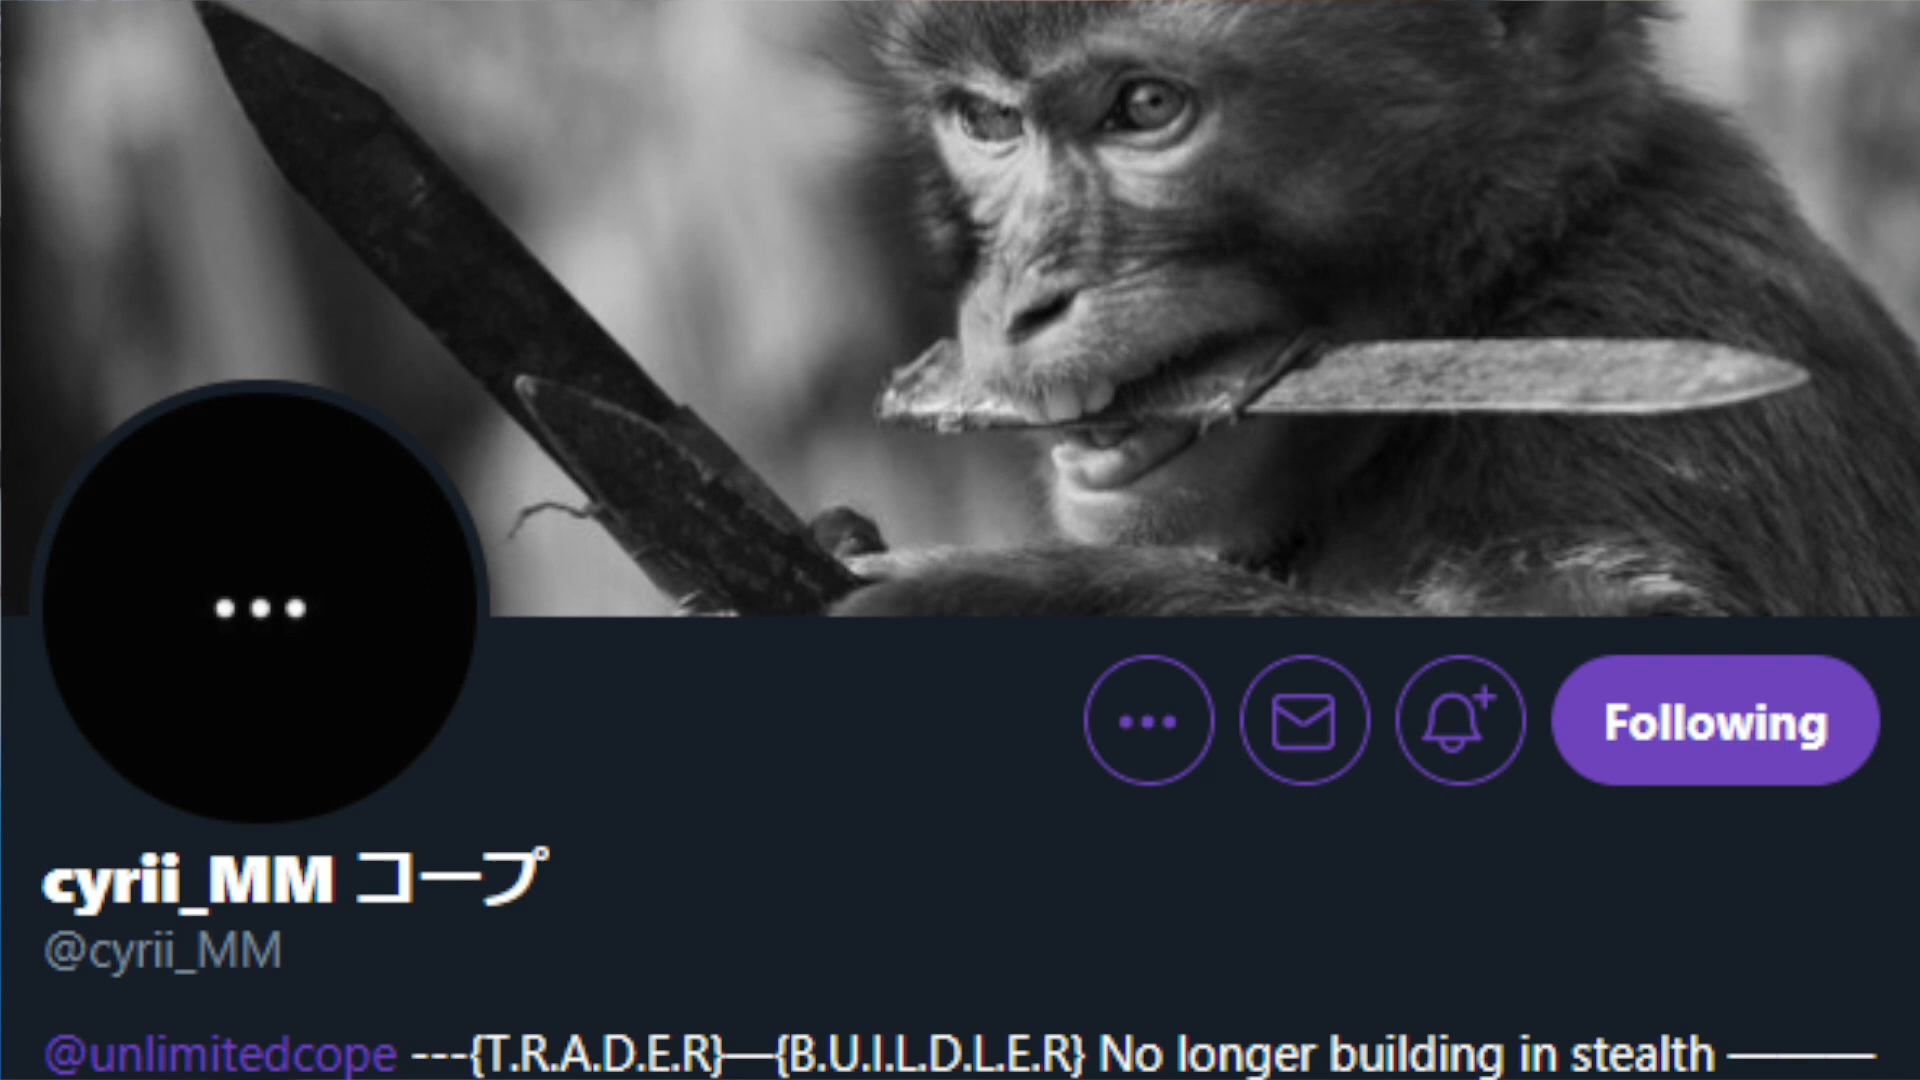 Following
cyrii_MM コープ
@cyrii_MM
@unlimitedcope ---{T.R.A.D.E.R}—{B.U.I.L.D.L.E.R} No longer building in stealth ———